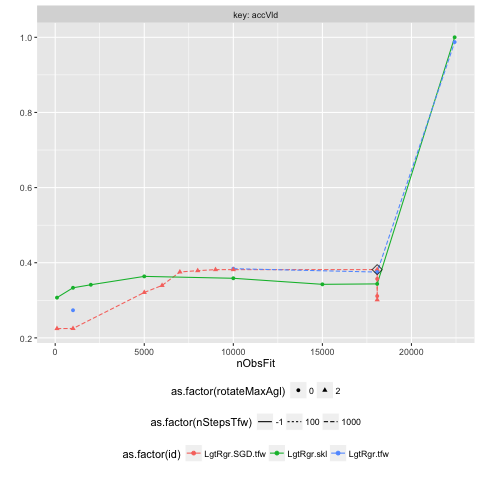 key: accVld
1.0
0.8
0.6
0.4
0.2
0 5000 10000 15000 20000
nObsFit
as.factor(rotateMaxAgl) 0 2
as.factor(nStepsTfw) -1 100 1000
as.factor(id) LgtRgr.SGD.tfw LgtRgr.skl LgtRgr.tfw